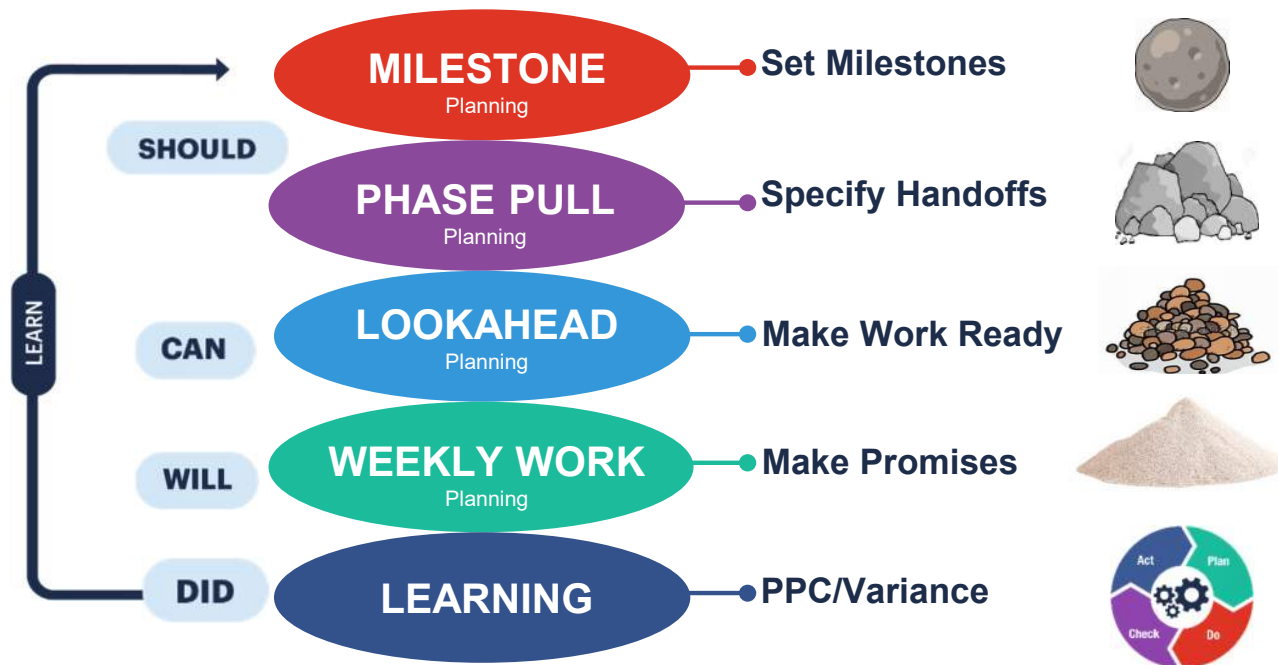 MILESTONE
Planning
Set Milestones
SHOULD
PHASE PULL
Planning
Specify Handoffs
LEARN
CAN
LOOKAHEAD
Planning
Make Work Ready
WILL
WEEKLY WORK
Planning
Make Promises
DID
LEARNING
PPC/Variance
Act
Plan
Check
Do